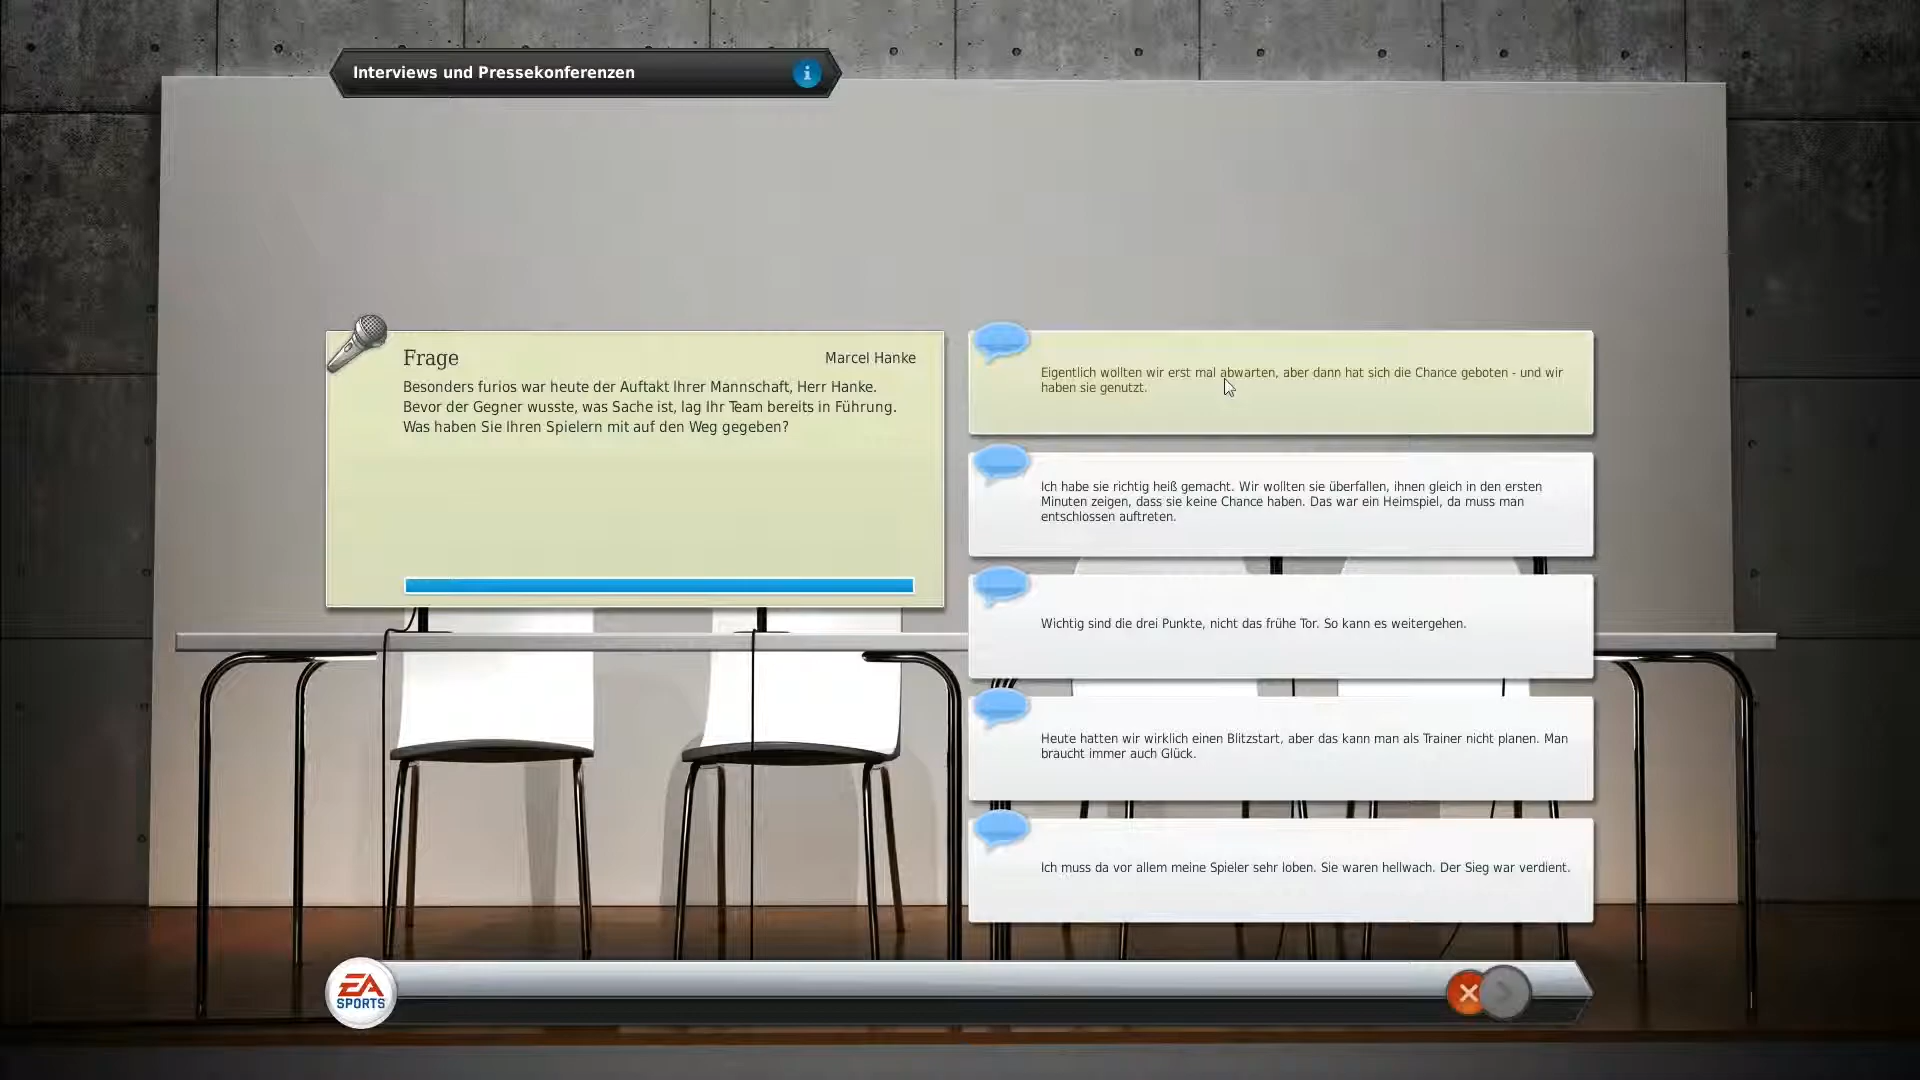 Interviews und Pressekonferenzen
i
Frage
Marcel Hanke
Besonders furios war heute der Auftakt Ihrer Mannschaft, Herr Hanke.
Bevor der Gegner wusste, was Sache ist, lag Ihr Team bereits in Führung.
Was haben Sie Ihren Spielern mit auf den Weg gegeben?
Eigentlich wollten wir erst mal abwarten, aber dann hat sich die Chance geboten - und wir
haben sie genutzt.
Ich habe sie richtig heiß gemacht. Wir wollten sie überfallen, ihnen gleich in den ersten
Minuten zeigen, dass sie keine Chance haben. Das war ein Heimspiel, da muss man
entschlossen auftreten.
Wichtig sind die drei Punkte, nicht das frühe Tor. So kann es weitergehen.
Heute hatten wir wirklich einen Blitzstart, aber das kann man als Trainer nicht planen. Man
braucht immer auch Glück.
Ich muss da vor allem meine Spieler sehr loben. Sie waren hellwach. Der Sieg war verdient.
EA
SPORTS